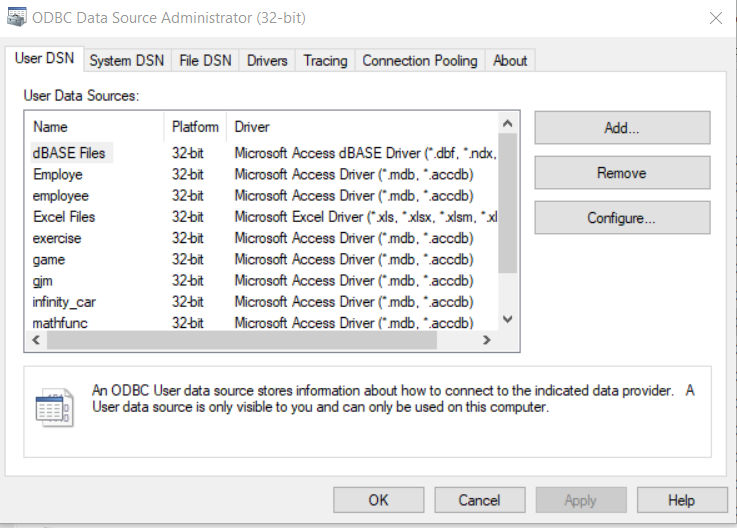 ODBC Data Source Administrator (32-bit)
User DSN System DSN File DSN Drivers Tracing Connection Pooling About
User Data Sources:
Name Platform Driver
dBASE Files 32-bit Microsoft Access dBASE Driver (*.dbf, *.ndx,
Employe 32-bit Microsoft Access Driver (*.mdb, *.accdb)
employee 32-bit Microsoft Access Driver (*.mdb, *.accdb)
Excel Files 32-bit Microsoft Excel Driver (*.xls, *.xlsx, *.xlsm, *.xl
exercise 32-bit Microsoft Access Driver (*.mdb, *.accdb)
game 32-bit Microsoft Access Driver (*.mdb, *.accdb)
gjm 32-bit Microsoft Access Driver (*.mdb, *.accdb)
infinity_car 32-bit Microsoft Access Driver (*.mdb, *.accdb)
mathfunc 32-bit Microsoft Access Driver (*.mdb, *.accdb)
Add...
Remove
Configure...
An ODBC User data source stores information about how to connect to the indicated data provider. A
User data source is only visible to you and can only be used on this computer.
OK Cancel Apply Help